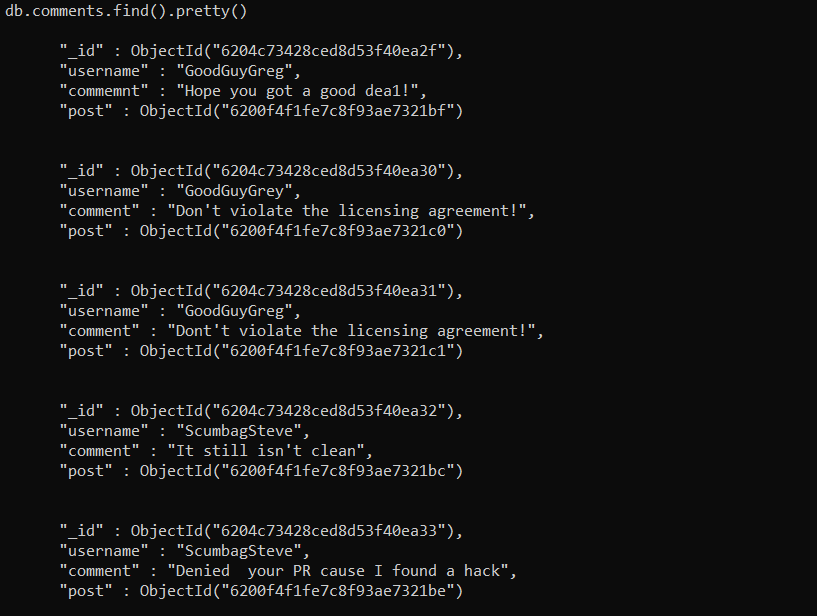 db.comments.find().pretty()
"_id" : ObjectId("6204c73428ced8d53f40ea2f"),
"username" : "GoodGuyGreg",
"commemnt" : "Hope you got a good dea1!",
"post" : ObjectId("6200f4f1fe7c8f93ae7321bf")
"_id" : ObjectId("6204c73428ced8d53f40ea30"),
"username" : "GoodGuyGrey",
"comment" : "Don't violate the licensing agreement!",
"post" : ObjectId("6200f4f1fe7c8f93ae7321c0")
"_id" : ObjectId("6204c73428ced8d53f40ea31"),
"username" : "GoodGuyGreg",
"comment" : "Dont't violate the licensing agreement!",
"post" : ObjectId("6200f4f1fe7c8f93ae7321c1")
"_id" : ObjectId("6204c73428ced8d53f40ea32"),
"username" : "ScumbagSteve",
"comment" : "It still isn't clean",
"post" : ObjectId("6200f4f1fe7c8f93ae7321bc")
"_id" : ObjectId("6204c73428ced8d53f40ea33"),
"username" : "ScumbagSteve",
"comment" : "Denied  your PR cause I found a hack",
"post" : ObjectId("6200f4f1fe7c8f93ae7321be")